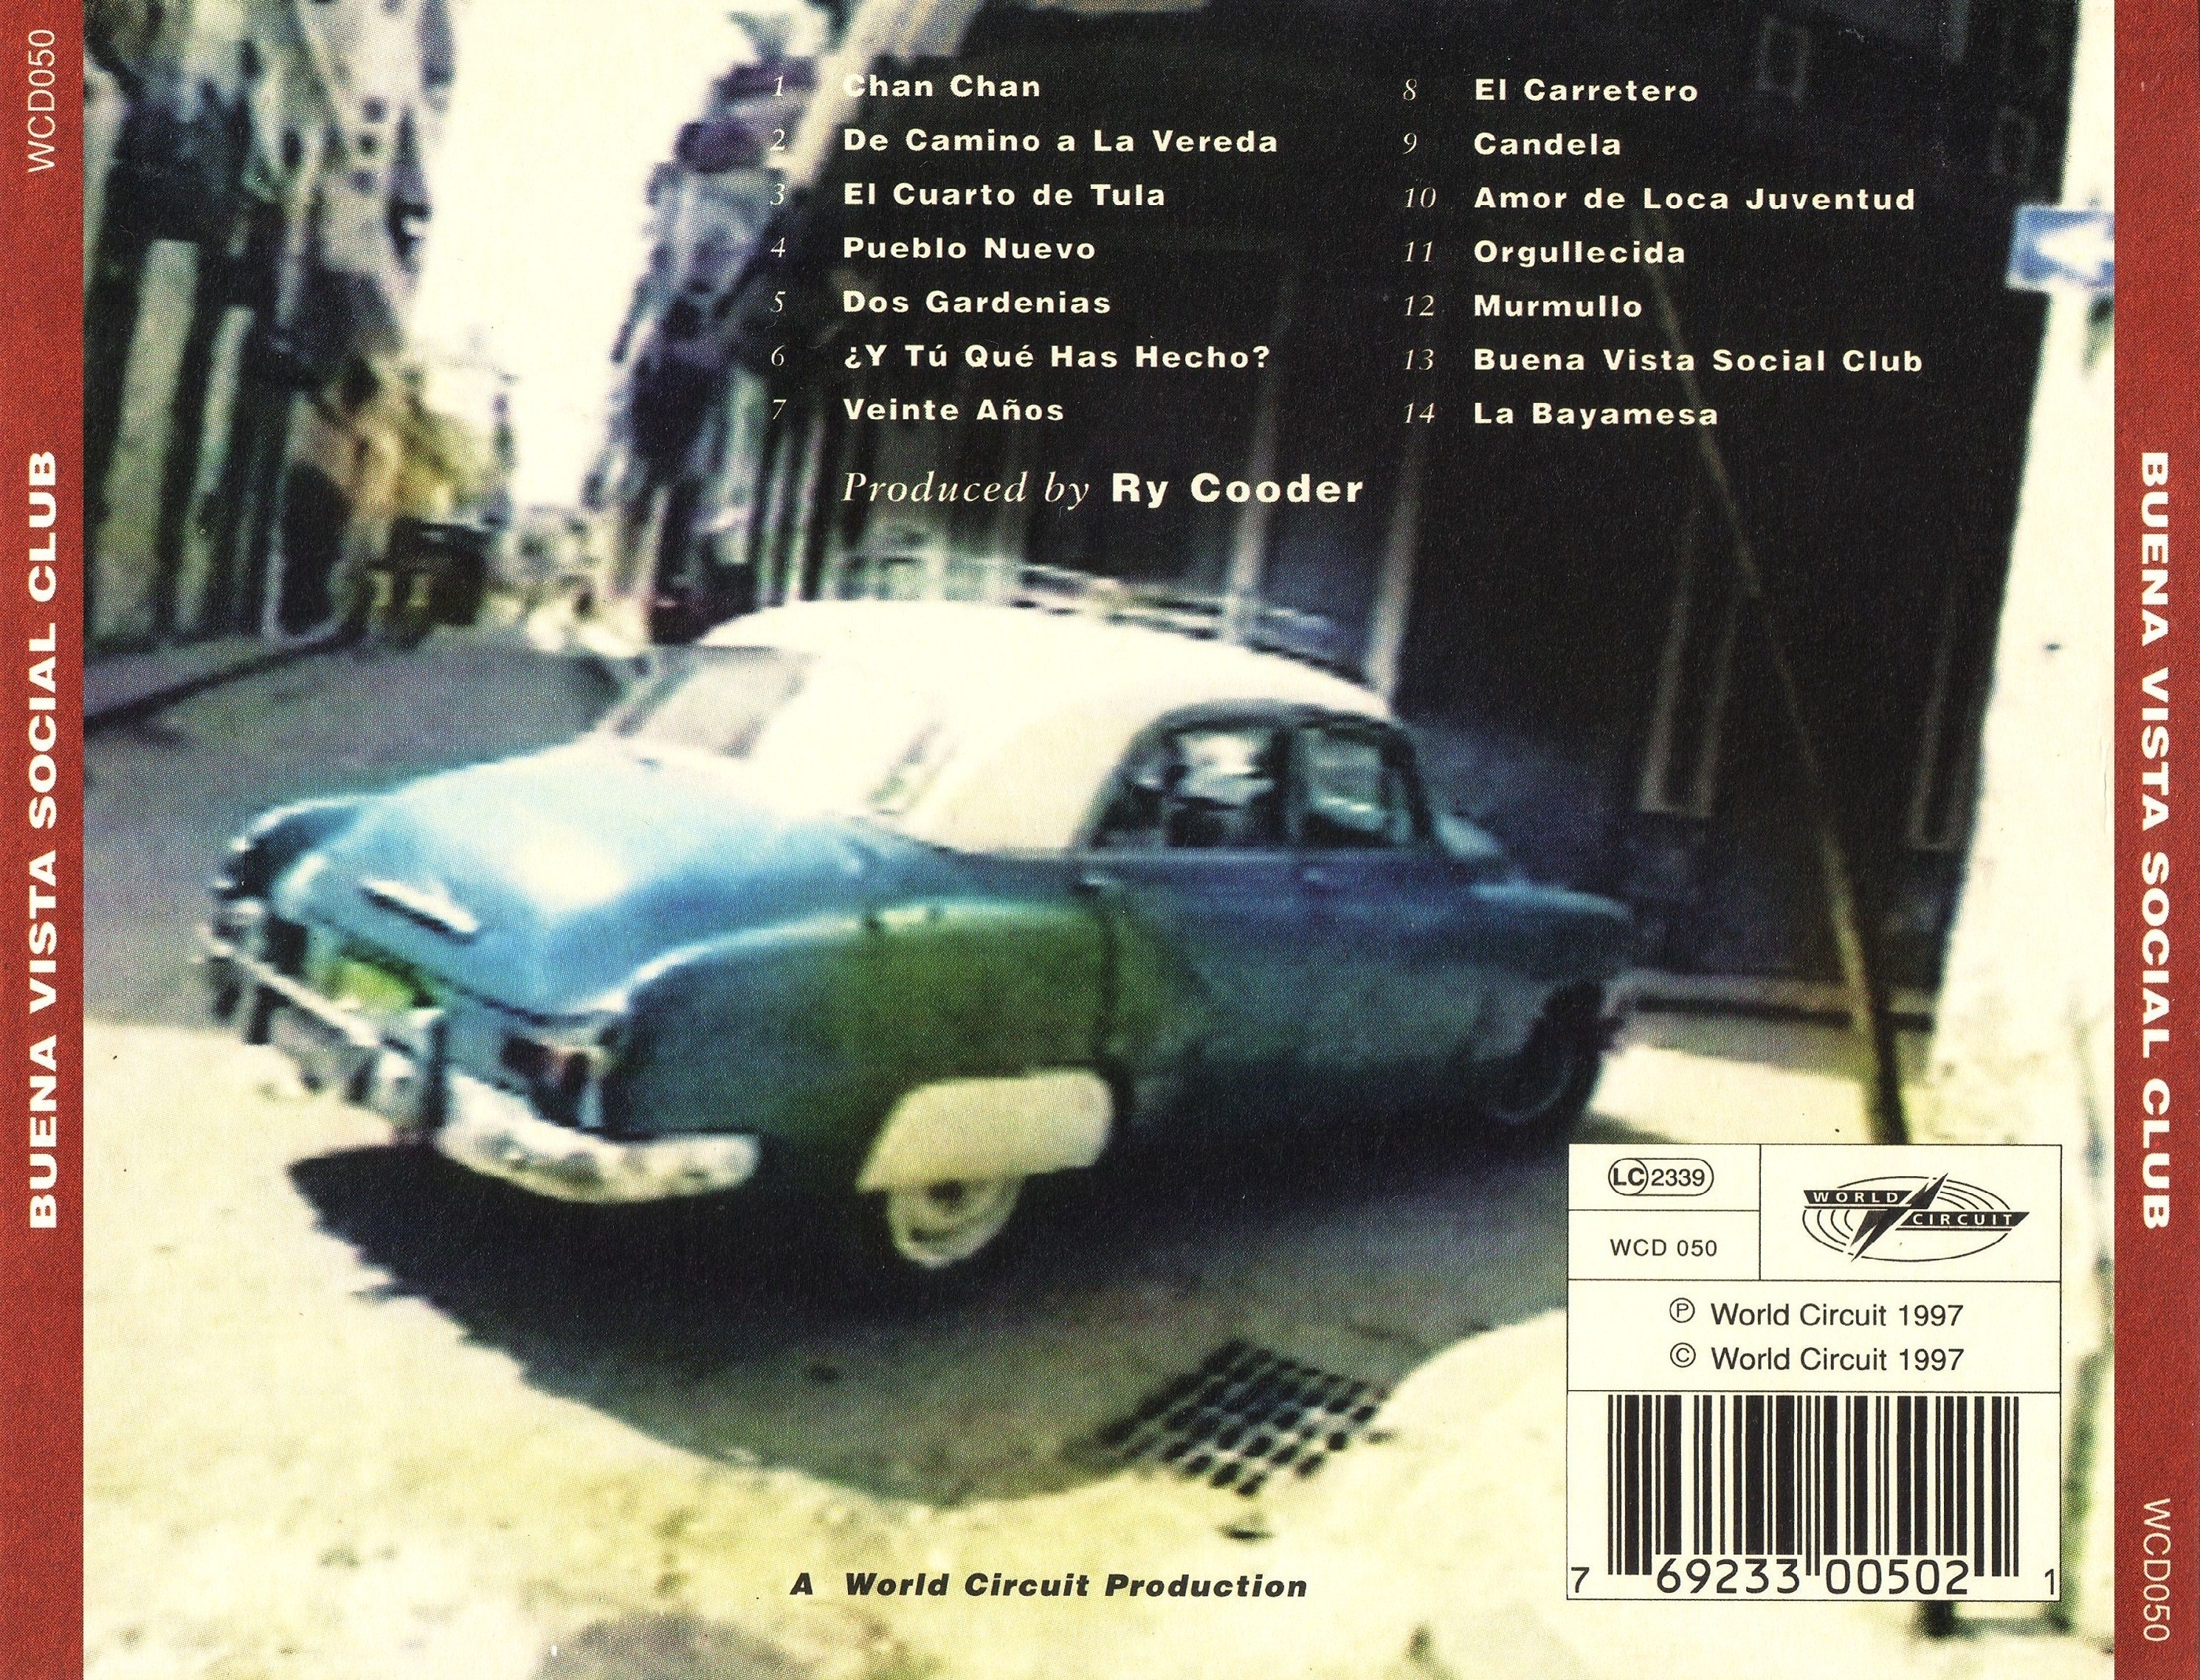 WCD050
BUENA VISTA SOCIAL CLUB
1 Chan Chan
2 De Camino a La Vereda
3 El Cuarto de Tula
4 Pueblo Nuevo
5 Dos Gardenias
6 ¿Y Tú Qué Has Hecho?
7 Veinte Años
8 El Carretero
9 Candela
10 Amor de Loca Juventud
11 Orgullecida
12 Murmullo
13 Buena Vista Social Club
14 La Bayamesa
Produced by Ry Cooder
LC 2339
WCD 050
WORLD CIRCUIT
℗ World Circuit 1997
© World Circuit 1997
7 69233 00502 1
A World Circuit Production
BUENA VISTA SOCIAL CLUB
WCD050